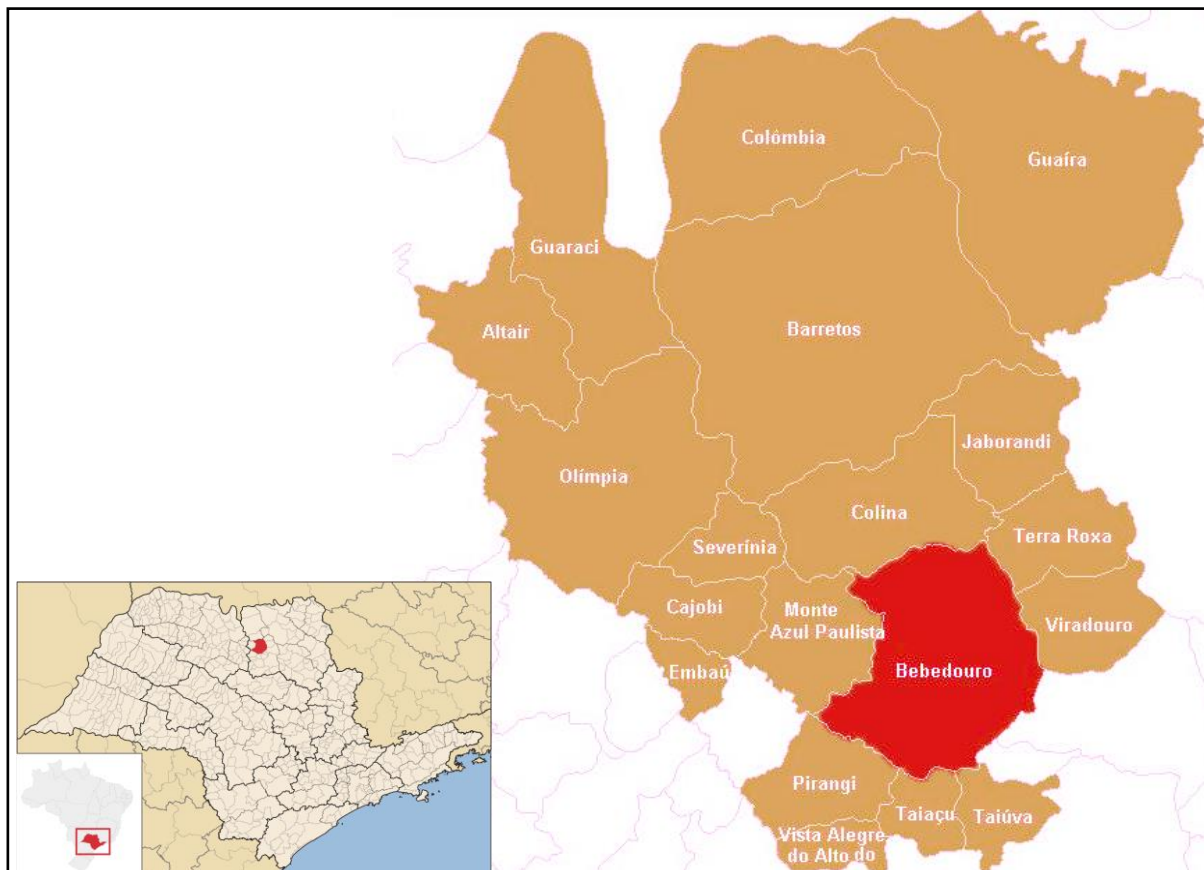 Colômbia
Guaíra
Guaraci
Altair
Barretos
Jaborandi
Olímpia
Colina
Severínia
Terra Roxa
Cajobi
Monte
Azul Paulista
Viradouro
Embaú
Bebedouro
Pirangi
Taiaçu
Taiúva
Vista Alegre
do Alto do